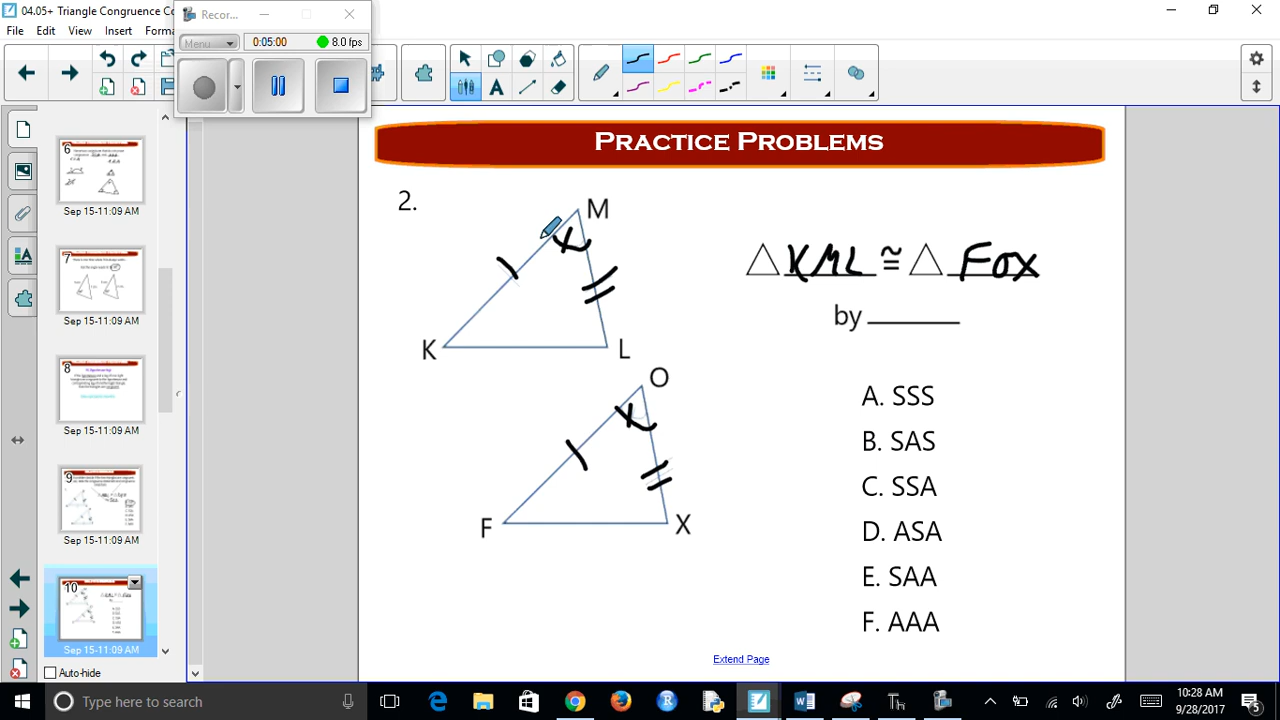 04.05+ Triangle Congruence Co
Recor...
File Edit View Insert Forma
Menu 0:05:00 8.0 fps
PRACTICE PROBLEMS
6
Sep 15-11:09 AM
7
Sep 15-11:09 AM
8
Sep 15-11:09 AM
9
Sep 15-11:09 AM
10
Sep 15-11:09 AM
Auto-hide
2.
M
K
L
O
F
X
△ KML ≅ △ FOX
by ______
A. SSS
B. SAS
C. SSA
D. ASA
E. SAA
F. AAA
Extend Page
Type here to search
10:28 AM
9/28/2017
5